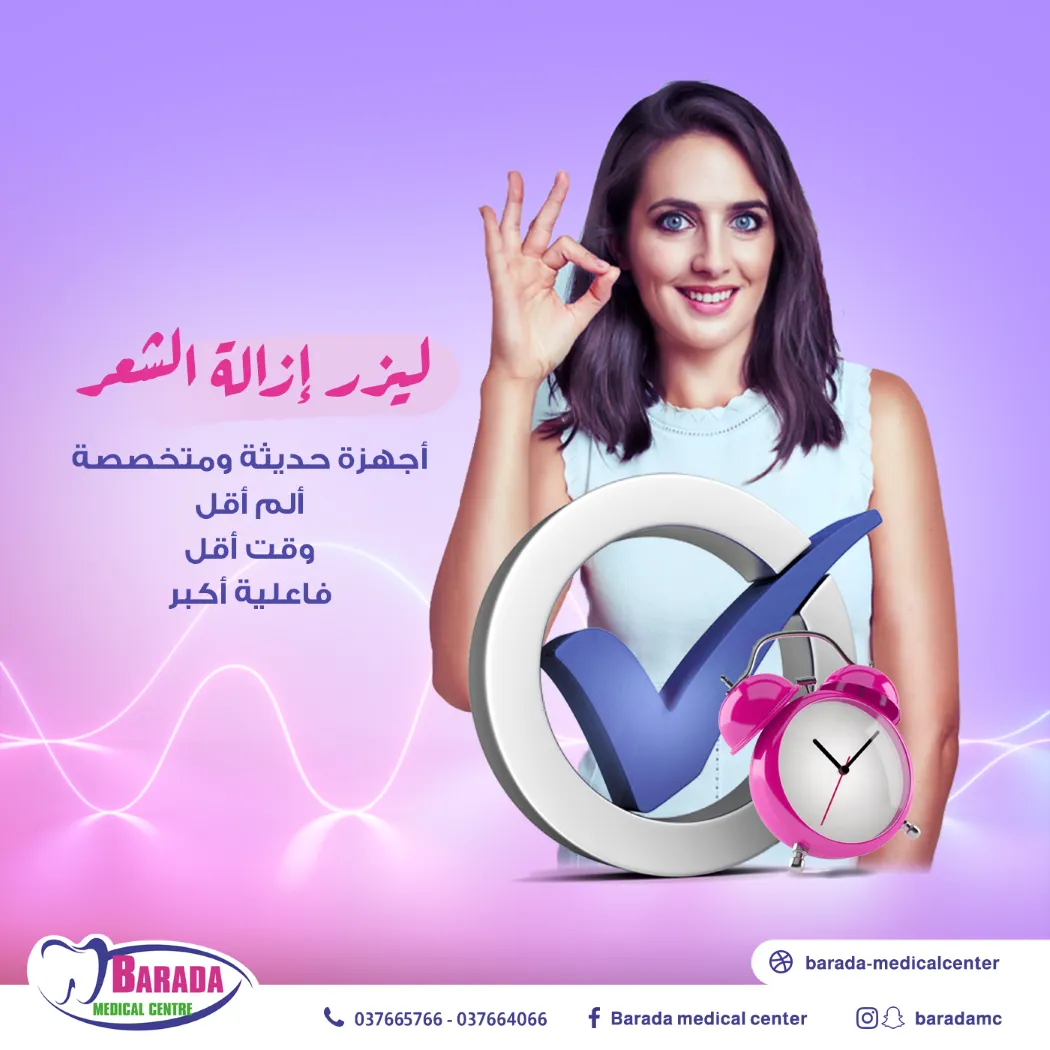 ليزر إزالة الشعر
أجهزة حديثة ومتخصصة
ألم أقل
وقت أقل
فاعلية أكبر
BARADA
MEDICAL CENTRE
barada-medicalcenter
037665766 - 037664066
Barada medical center
baradamc